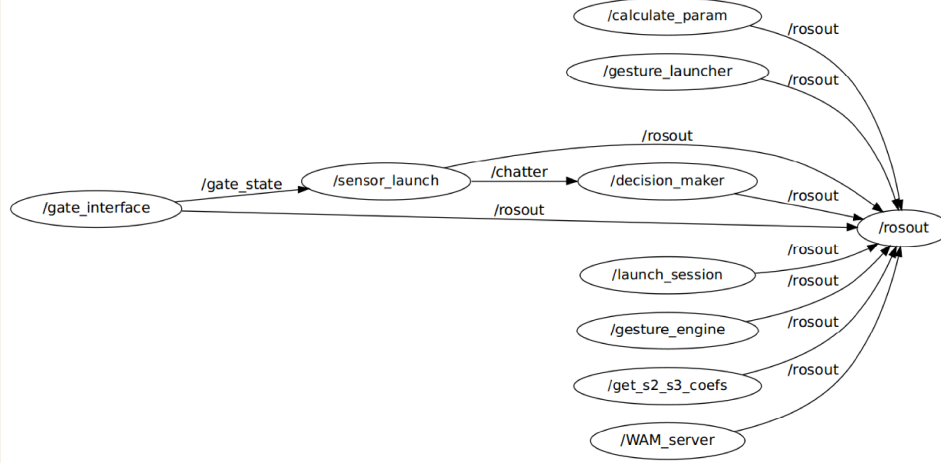 /calculate_param
/rosout
/gesture_launcher
/rosout
/rosout
/chatter
/gate_state
/sensor_launch
/decision_maker
/rosout
/gate_interface
/rosout
/rosout
/rosout
/launch_session
/rosout
/gesture_engine
/rosout
/get_s2_s3_coefs
/rosout
/WAM_server